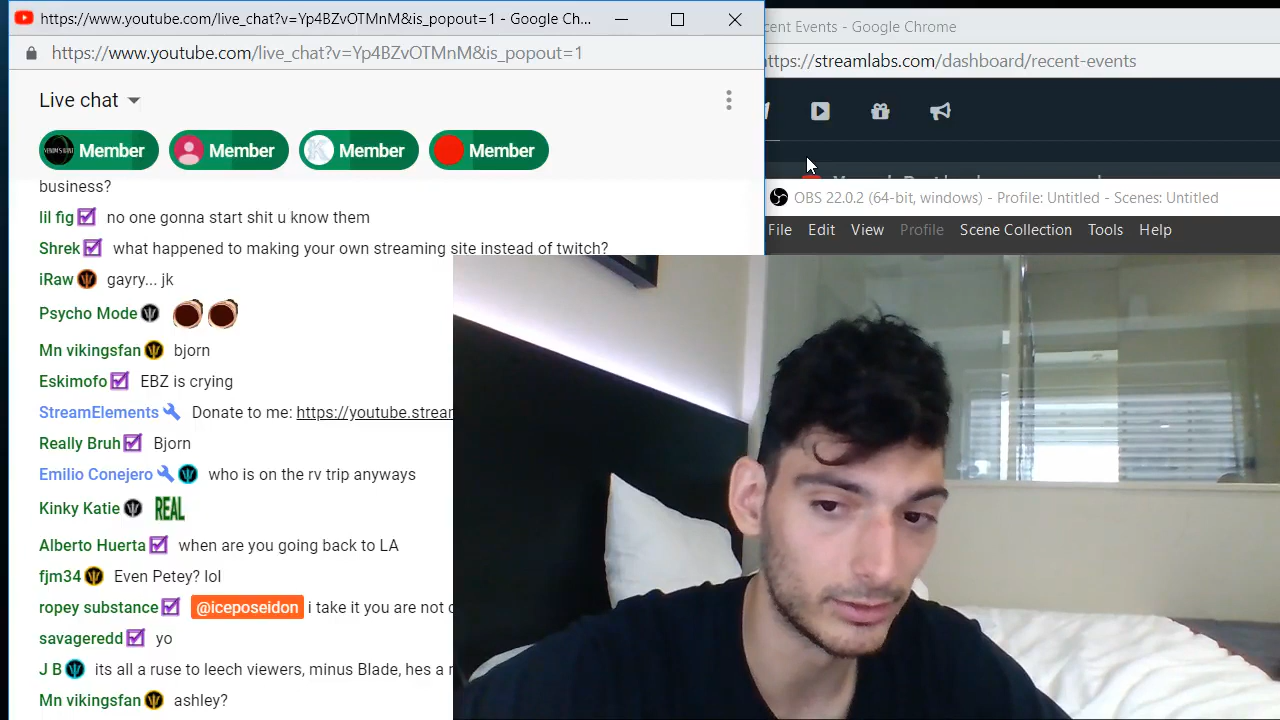 https://www.youtube.com/live_chat?v=Yp4BZvOTMnM&is_popout=1 - Google Ch...
https://www.youtube.com/live_chat?v=Yp4BZvOTMnM&is_popout=1
Live chat
Member Member Member Member
business?
lil fig no one gonna start shit u know them
Shrek what happened to making your own streaming site instead of twitch?
iRaw gayry... jk
Psycho Mode
Mn vikingsfan bjorn
Eskimofo EBZ is crying
StreamElements Donate to me: https://youtube.strear
Really Bruh Bjorn
Emilio Conejero who is on the rv trip anyways
Kinky Katie REAL
Alberto Huerta when are you going back to LA
fjm34 Even Petey? lol
ropey substance @iceposeidon i take it you are not
savageredd yo
J B its all a ruse to leech viewers, minus Blade, hes a
Mn vikingsfan ashley?
cent Events - Google Chrome
https://streamlabs.com/dashboard/recent-events
OBS 22.0.2 (64-bit, windows) - Profile: Untitled - Scenes: Untitled
File Edit View Profile Scene Collection Tools Help